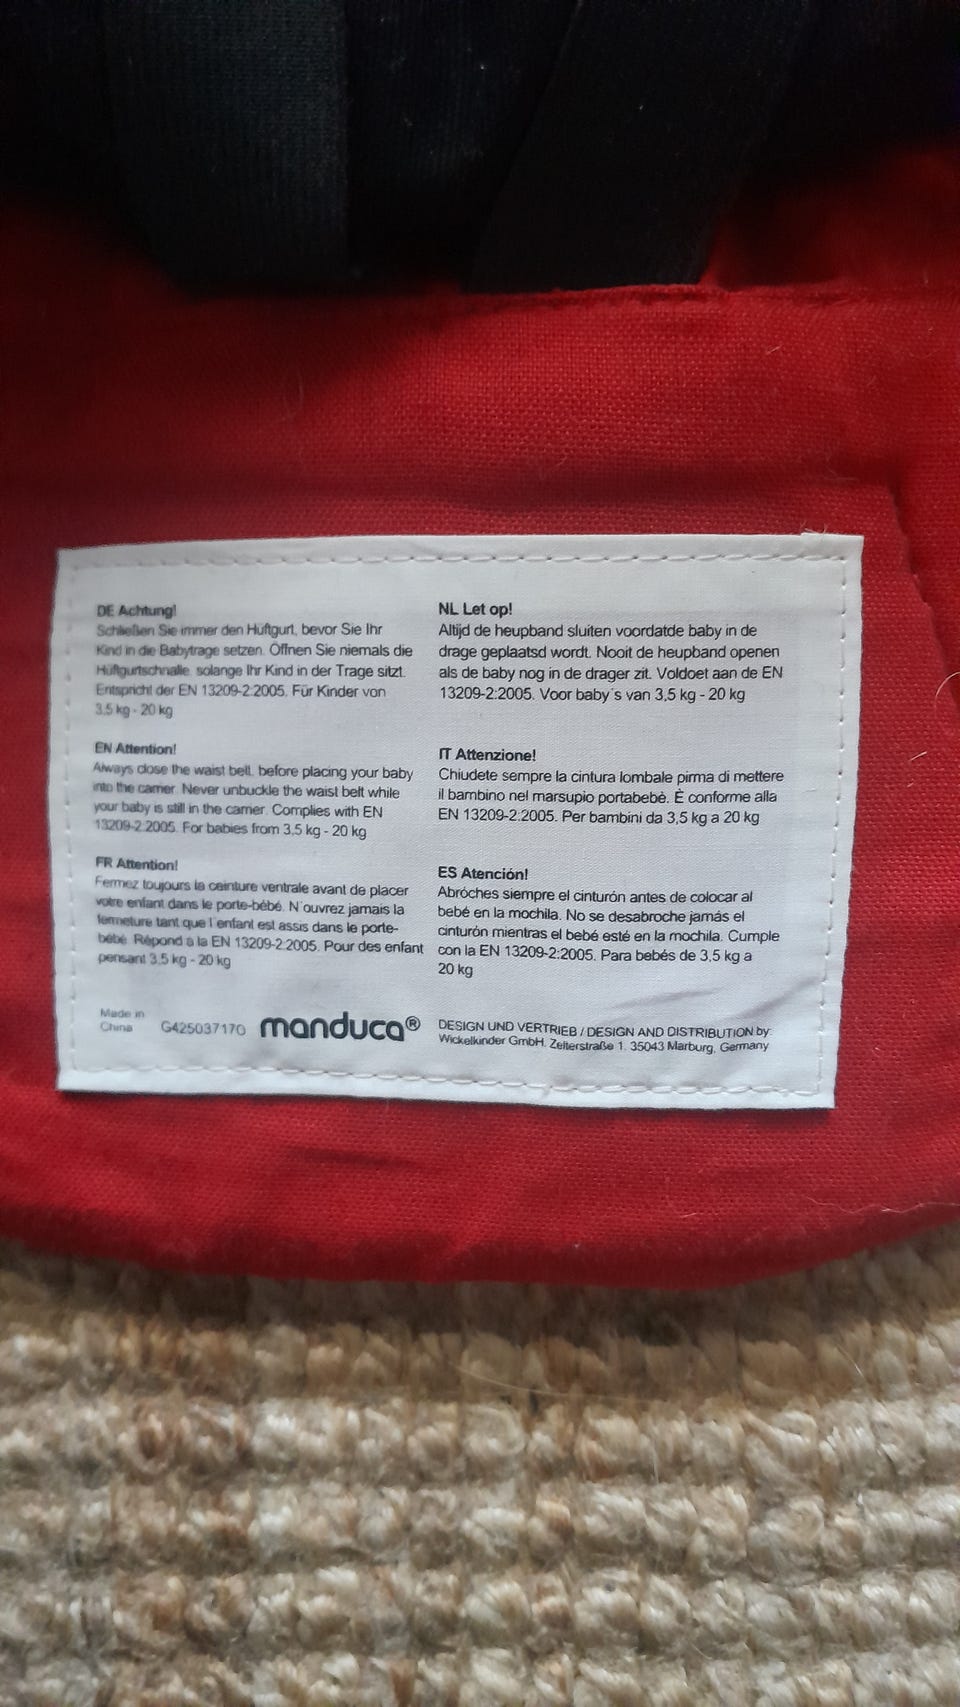 DE Achtung!
Schließen Sie immer den Hüftgurt, bevor Sie Ihr
Kind in die Babytrage setzen. Öffnen Sie niemals die
Hüftgurtschnalle, solange Ihr Kind in der Trage sitzt.
Entspricht der EN 13209-2:2005. Für Kinder von
3,5 kg - 20 kg
EN Attention!
Always close the waist belt, before placing your baby
into the carrier. Never unbuckle the waist belt while
your baby is still in the carrier. Complies with EN
13209-2:2005. For babies from 3,5 kg - 20 kg
FR Attention!
Fermez toujours la ceinture ventrale avant de placer
votre enfant dans le porte-bébé. N´ouvrez jamais la
fermeture tant que l´enfant est assis dans le porte-
bébé. Répond à la EN 13209-2:2005. Pour des enfant
pensant 3,5 kg - 20 kg
NL Let op!
Altijd de heupband sluiten voordatde baby in de
drage geplaatsd wordt. Nooit de heupband openen
als de baby nog in de drager zit. Voldoet aan de EN
13209-2:2005. Voor baby´s van 3,5 kg - 20 kg
IT Attenzione!
Chiudete sempre la cintura lombale pirma di mettere
il bambino nel marsupio portabebè. È conforme alla
EN 13209-2:2005. Per bambini da 3,5 kg a 20 kg
ES Atención!
Abróches siempre el cinturón antes de colocar al
bebé en la mochila. No se desabroche jamás el
cinturón mientras el bebé esté en la mochila. Cumple
con la EN 13209-2:2005. Para bebés de 3,5 kg a
20 kg
Made in
China
G425037170
manduca®
DESIGN UND VERTRIEB / DESIGN AND DISTRIBUTION by:
Wickelkinder GmbH, Zeiterstraße 1, 35043 Marburg, Germany